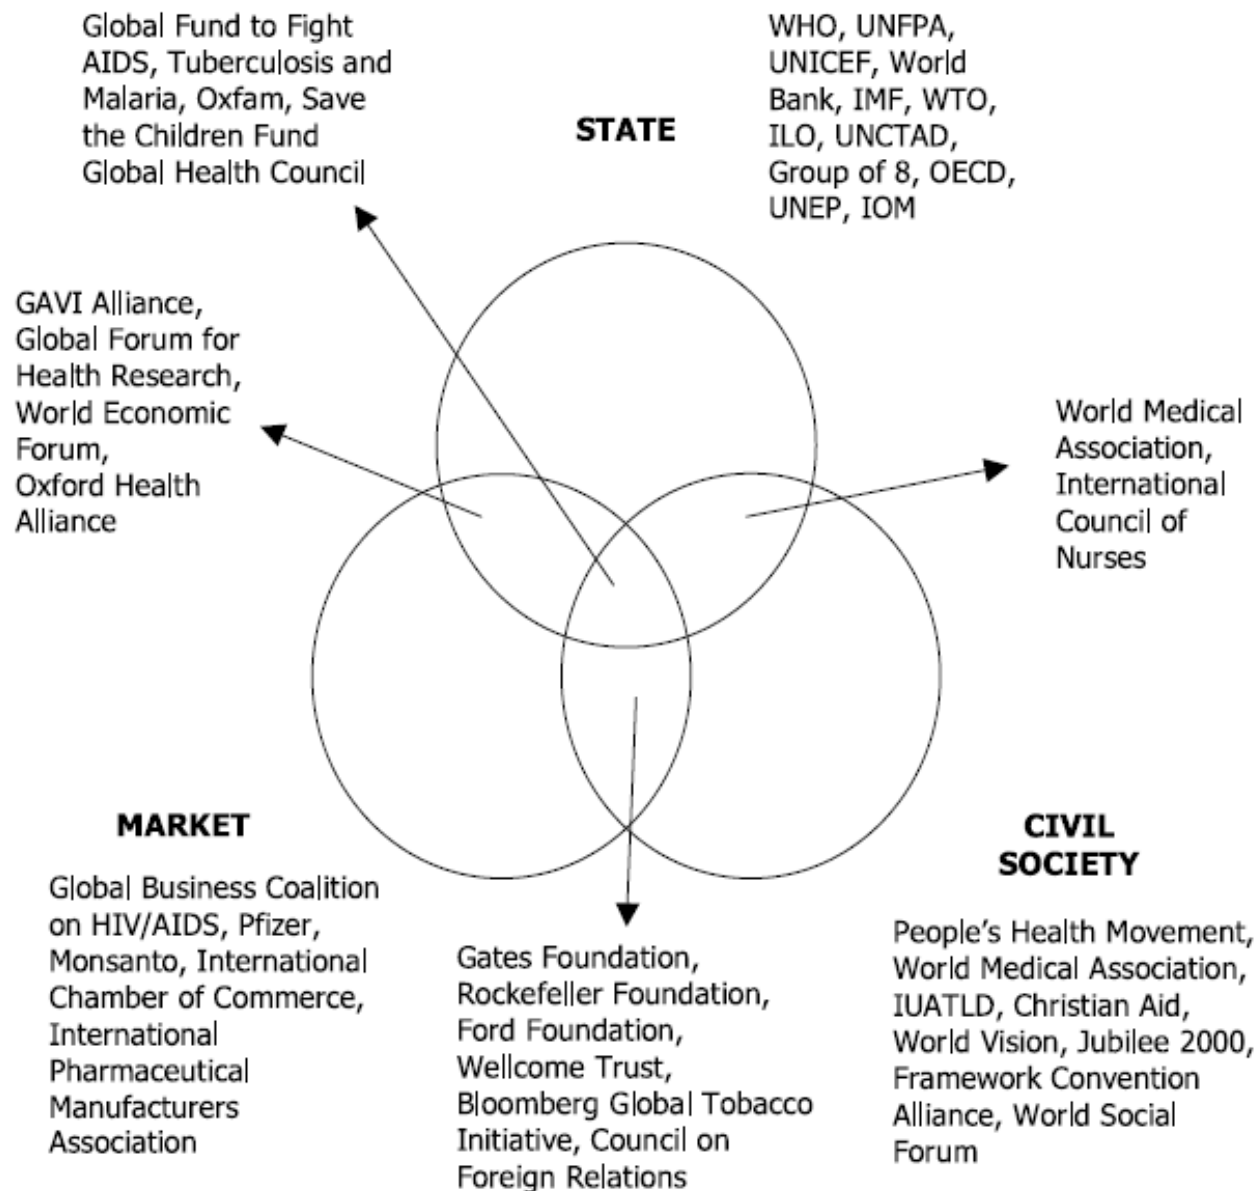 Global Fund to Fight
AIDS, Tuberculosis and
Malaria, Oxfam, Save
the Children Fund
Global Health Council
STATE
WHO, UNFPA,
UNICEF, World
Bank, IMF, WTO,
ILO, UNCTAD,
Group of 8, OECD,
UNEP, IOM
GAVI Alliance,
Global Forum for
Health Research,
World Economic
Forum,
Oxford Health
Alliance
World Medical
Association,
International
Council of
Nurses
MARKET
Global Business Coalition
on HIV/AIDS, Pfizer,
Monsanto, International
Chamber of Commerce,
International
Pharmaceutical
Manufacturers
Association
Gates Foundation,
Rockefeller Foundation,
Ford Foundation,
Wellcome Trust,
Bloomberg Global Tobacco
Initiative, Council on
Foreign Relations
CIVIL
SOCIETY
People's Health Movement,
World Medical Association,
IUATLD, Christian Aid,
World Vision, Jubilee 2000,
Framework Convention
Alliance, World Social
Forum